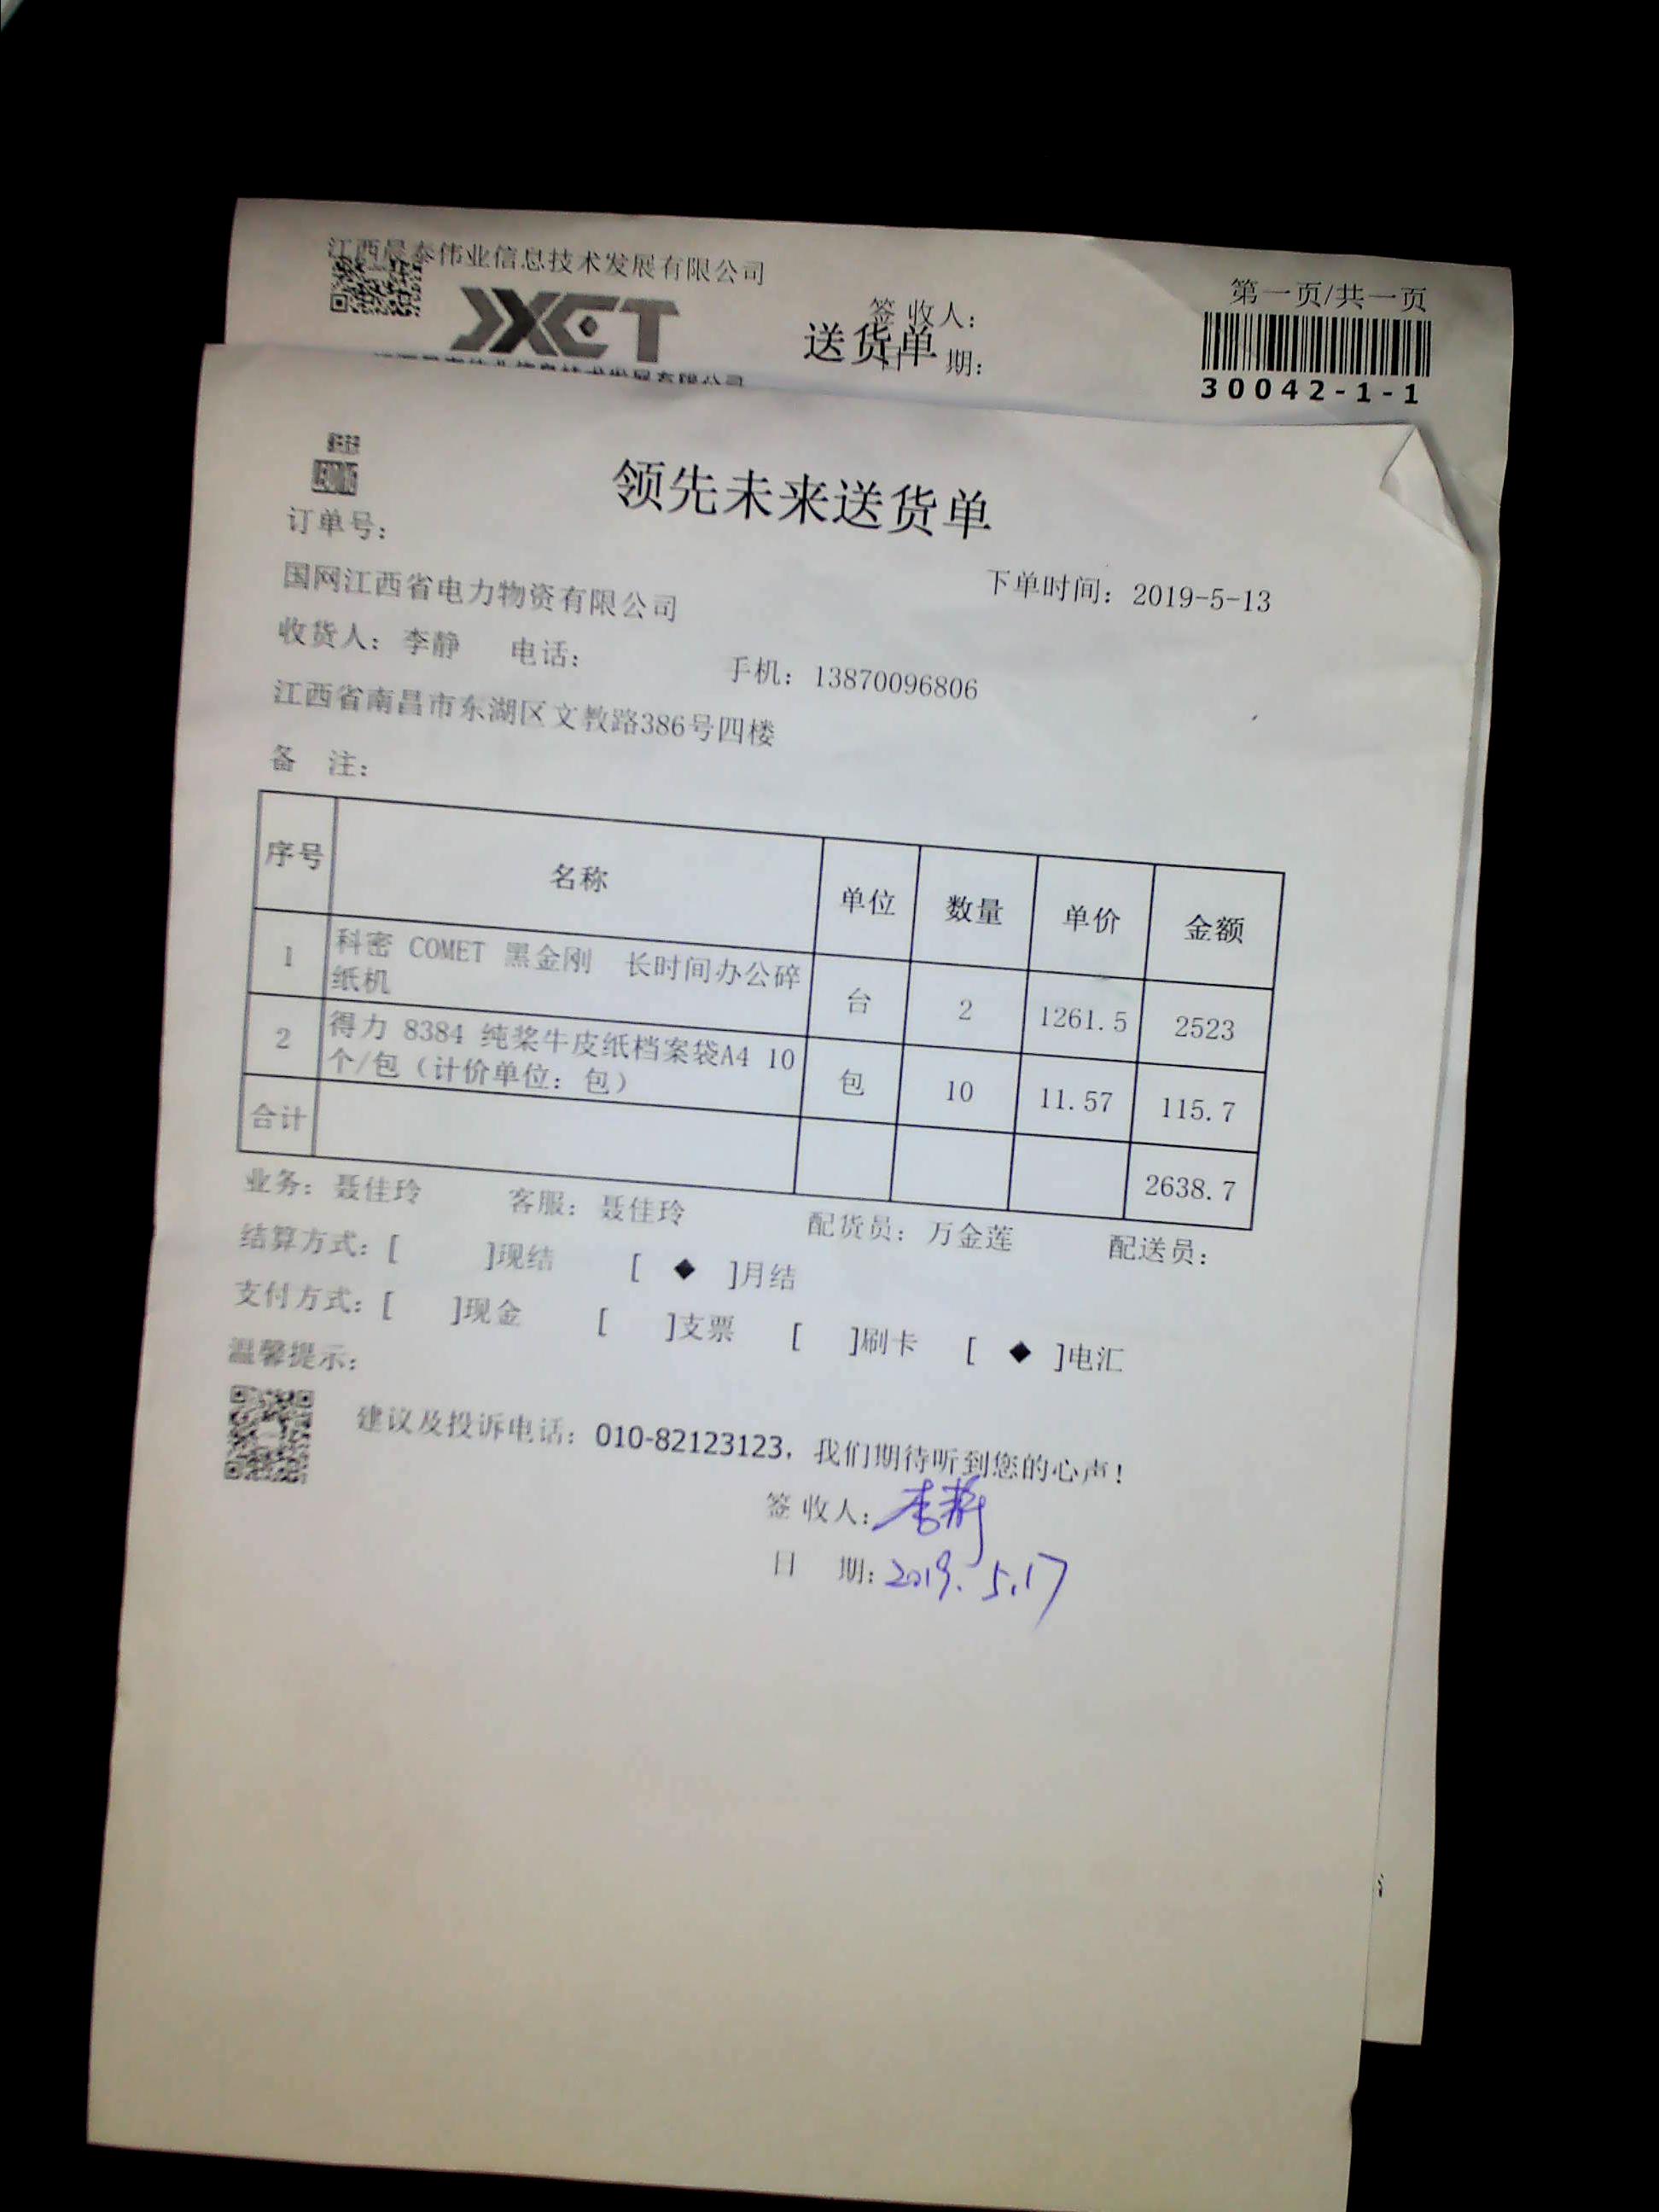 江西晨泰伟业信息技术发展有限公司
第一页/共一页
JXCT
签 收人：
送货单
日 期：
30042-1-1
领先未来送货单
订单号：
国网江西省电力物资有限公司
下单时间：2019-5-13
收货人：李静 电话： 手机：13870096806
江西省南昌市东湖区文教路386号四楼
备 注：
序号 名称 单位 数量 单价 金额
1 科密 COMET 黑金刚 长时间办公碎纸机 台 2 1261.5 2523
2 得力 8384 纯桨牛皮纸档案袋A4 10个/包（计价单位：包） 包 10 11.57 115.7
合计 2638.7
业务：聂佳玲 客服：聂佳玲 配货员：万金莲 配送员：
结算方式：[ ]现结 [ ◆ ]月结
支付方式：[ ]现金 [ ]支票 [ ]刷卡 [ ◆ ]电汇
温馨提示：
建议及投诉电话：010-82123123，我们期待听到您的心声！
签 收人：李静
日 期：2019.5.17